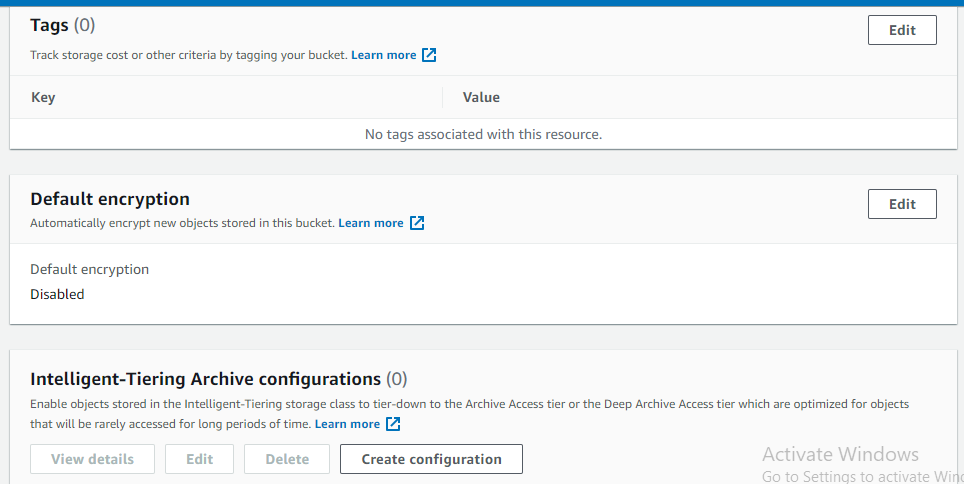 Tags (0)
Edit
Track storage cost or other criteria by tagging your bucket. Learn more
Key
Value
No tags associated with this resource.
Default encryption
Edit
Automatically encrypt new objects stored in this bucket. Learn more
Default encryption
Disabled
Intelligent-Tiering Archive configurations (0)
Enable objects stored in the Intelligent-Tiering storage class to tier-down to the Archive Access tier or the Deep Archive Access tier which are optimized for objects
that will be rarely accessed for long periods of time. Learn more
View details
Edit
Delete
Create configuration
Activate Windows
Go to Settings to activate